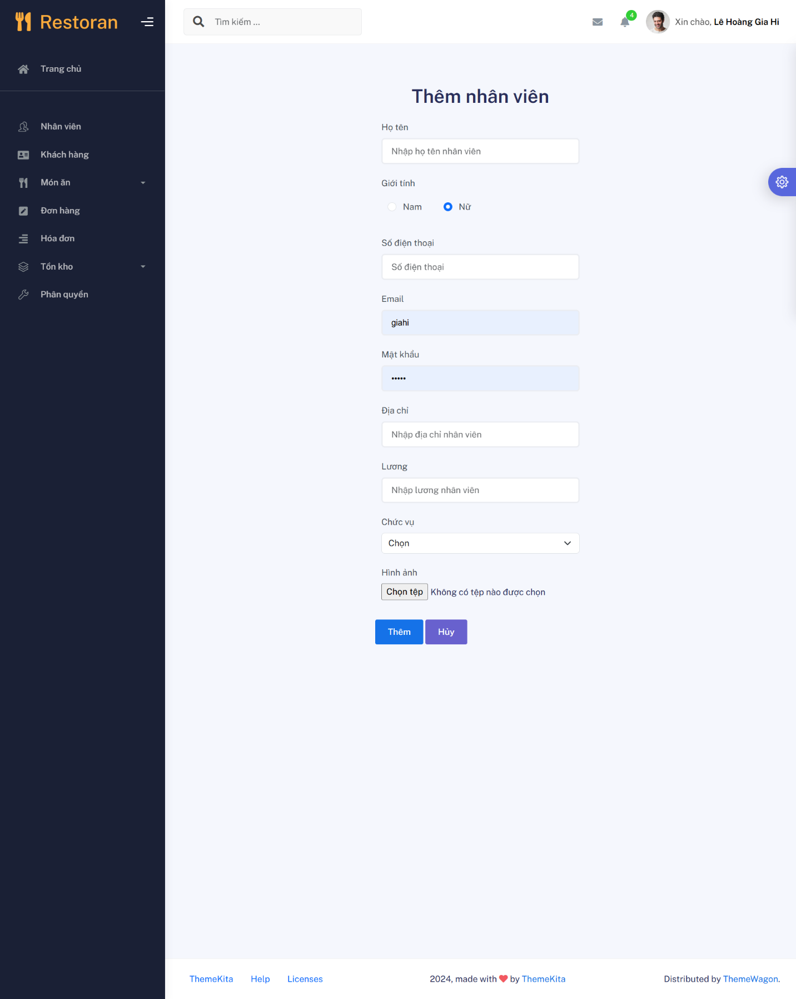 Restoran
Tìm kiếm ...
4
Xin chào, Lê Hoàng Gia Hi
Trang chủ
Nhân viên
Khách hàng
Món ăn
Đơn hàng
Hóa đơn
Tồn kho
Phân quyền
Thêm nhân viên
Họ tên
Nhập họ tên nhân viên
Giới tính
Nam Nữ
Số điện thoại
Số điện thoại
Email
giahi
Mật khẩu
•••••
Địa chỉ
Nhập địa chỉ nhân viên
Lương
Nhập lương nhân viên
Chức vụ
Chọn
Hình ảnh
Chọn tệp Không có tệp nào được chọn
Thêm Hủy
ThemeKita Help Licenses 2024, made with ❤ by ThemeKita Distributed by ThemeWagon.